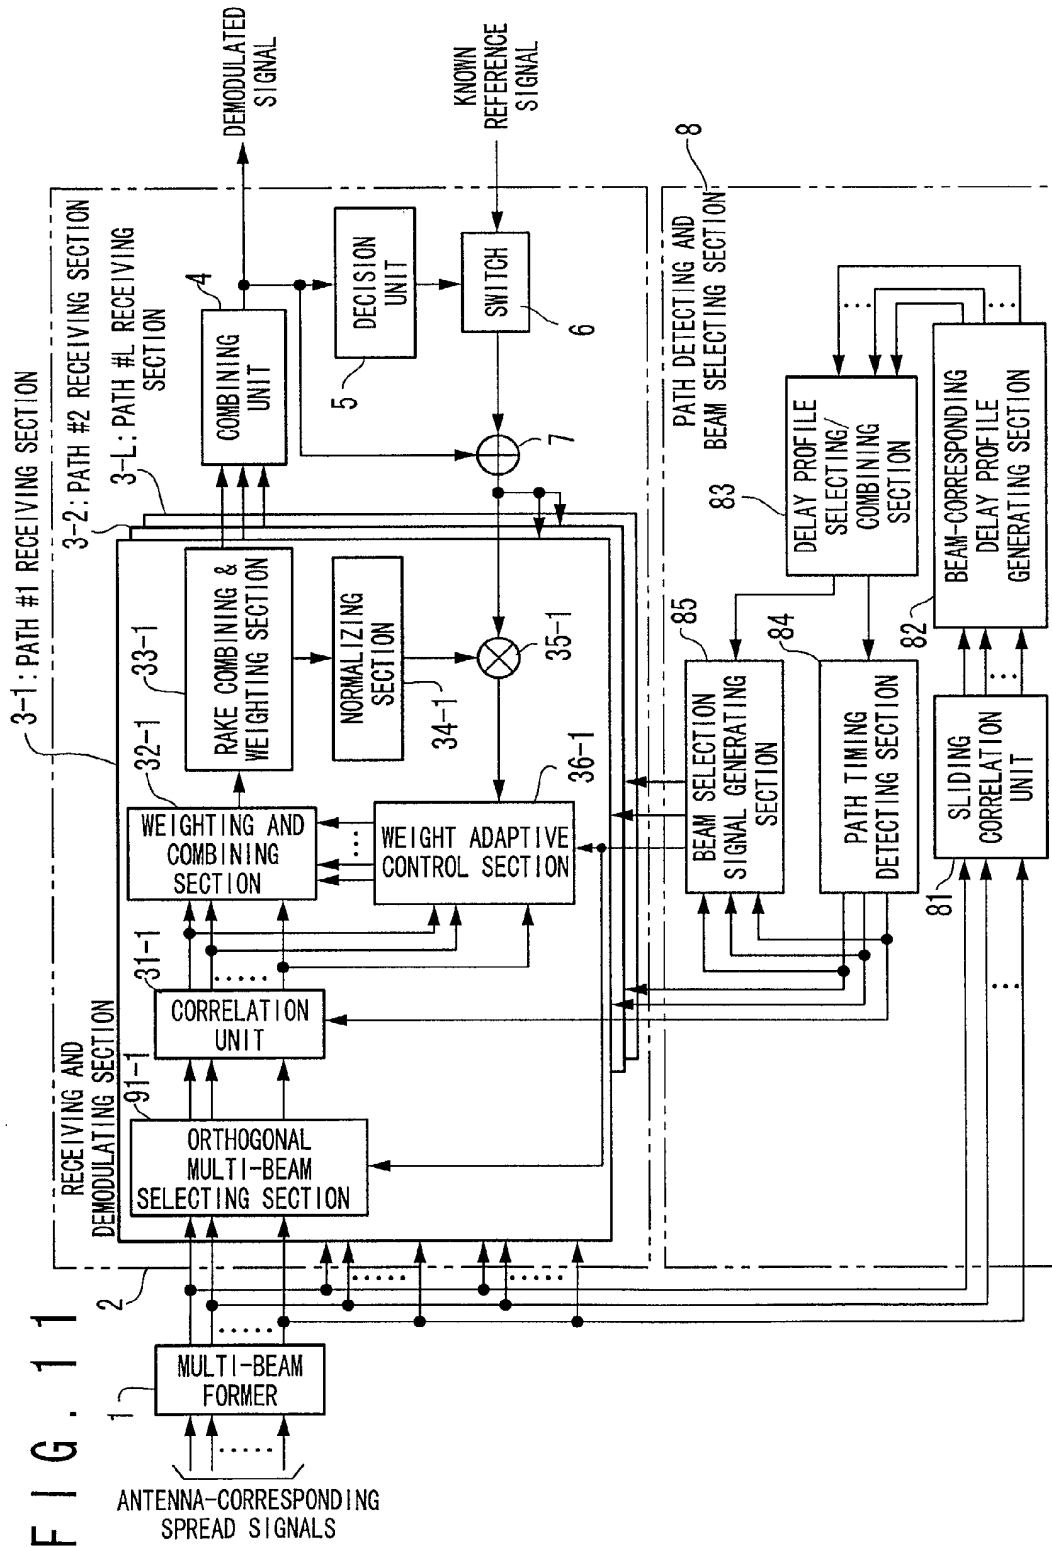 FIG. 11
3-1: PATH #1 RECEIVING SECTION
3-2: PATH #2 RECEIVING SECTION
3-L: PATH #L RECEIVING
SECTION
RECEIVING AND
DEMODULATING SECTION
2
ANTENNA-CORRESPONDING
SPREAD SIGNALS
1
MULTI-BEAM
FORMER
91-1
ORTHOGONAL
MULTI-BEAM
SELECTING SECTION
31-1
CORRELATION
UNIT
32-1
WEIGHTING AND
COMBINING
SECTION
33-1
RAKE COMBINING &
WEIGHTING SECTION
NORMALIZING
SECTION
34-1
35-1
36-1
WEIGHT ADAPTIVE
CONTROL SECTION
4
COMBINING
UNIT
DEMODULATED
SIGNAL
DECISION
UNIT
5
KNOWN
REFERENCE
SIGNAL
SWITCH
6
7
PATH DETECTING AND
BEAM SELECTING SECTION
8
85
BEAM SELECTION
SIGNAL GENERATING
SECTION
84
PATH TIMING
DETECTING SECTION
83
DELAY PROFILE
SELECTING/
COMBINING
SECTION
81
SLIDING
CORRELATION
UNIT
82
BEAM-CORRESPONDING
DELAY PROFILE
GENERATING SECTION